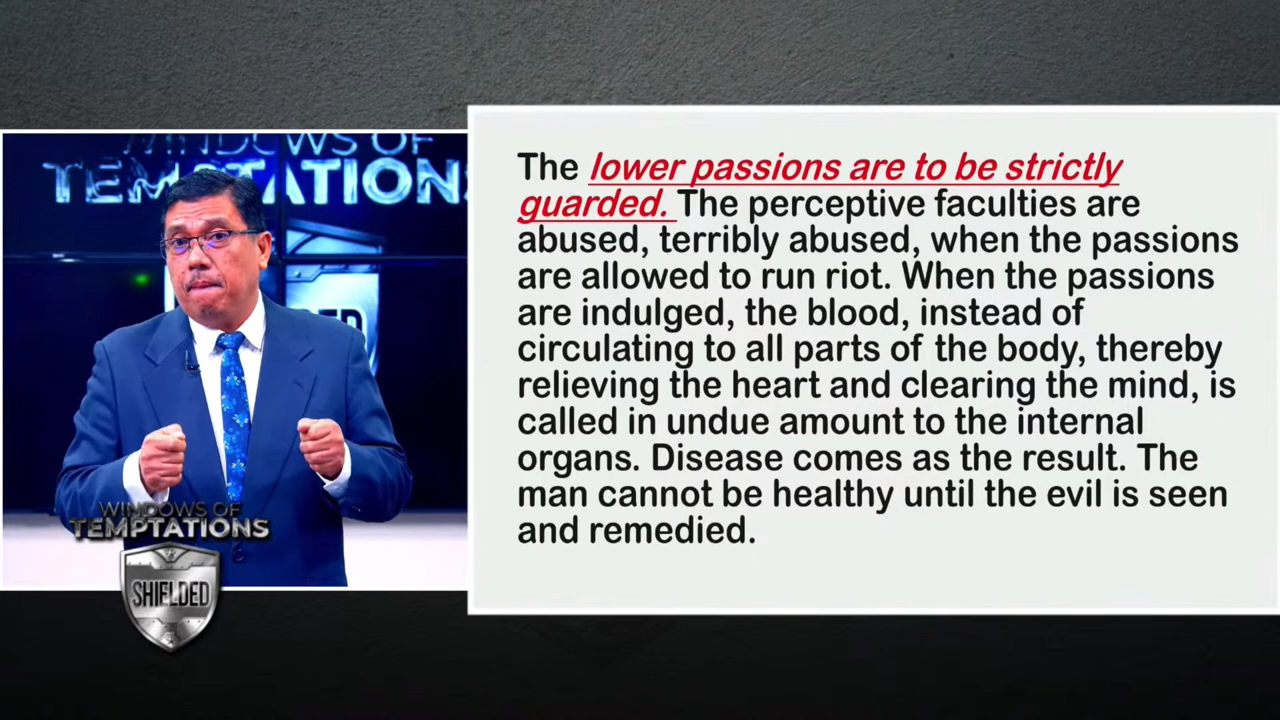 WINDOWS OF
TEMPTATIONS
The lower passions are to be strictly
guarded. The perceptive faculties are
abused, terribly abused, when the passions
are allowed to run riot. When the passions
are indulged, the blood, instead of
circulating to all parts of the body, thereby
relieving the heart and clearing the mind, is
called in undue amount to the internal
organs. Disease comes as the result. The
man cannot be healthy until the evil is seen
and remedied.
WINDOWS OF
TEMPTATIONS
SHIELDED